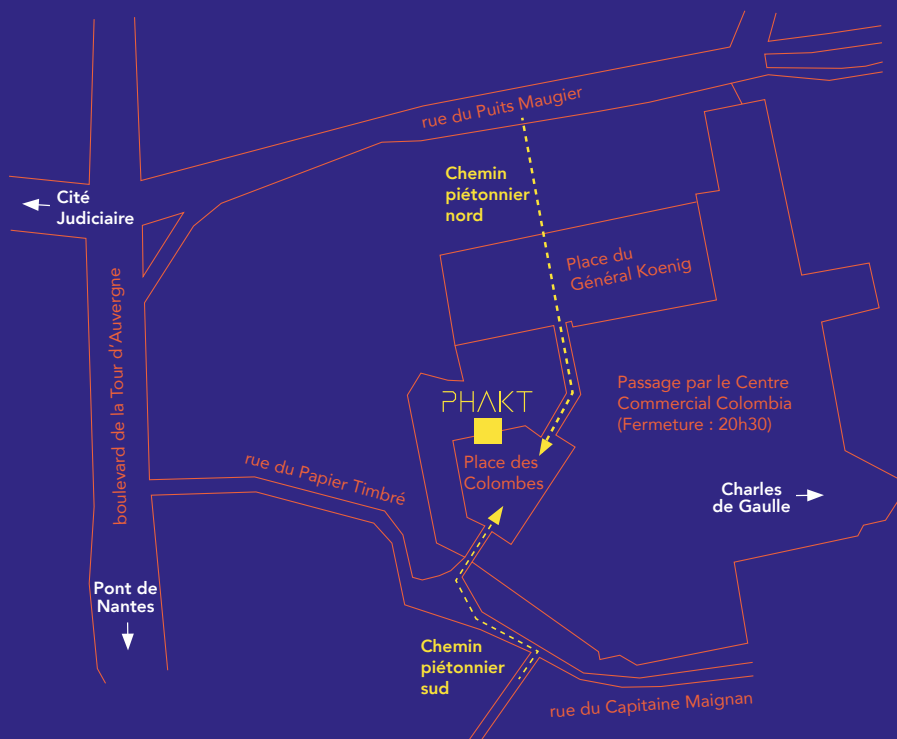 rue du Puits Maugier
Chemin
piétonnier
nord
Cité
Judiciaire
Place du
Général Koenig
boulevard de la Tour d'Auvergne
PHAKT
Passage par le Centre
Commercial Colombia
(Fermeture : 20h30)
rue du Papier Timbré
Place des
Colombes
Charles
de Gaulle
Pont de
Nantes
Chemin
piétonnier
sud
rue du Capitaine Maignan